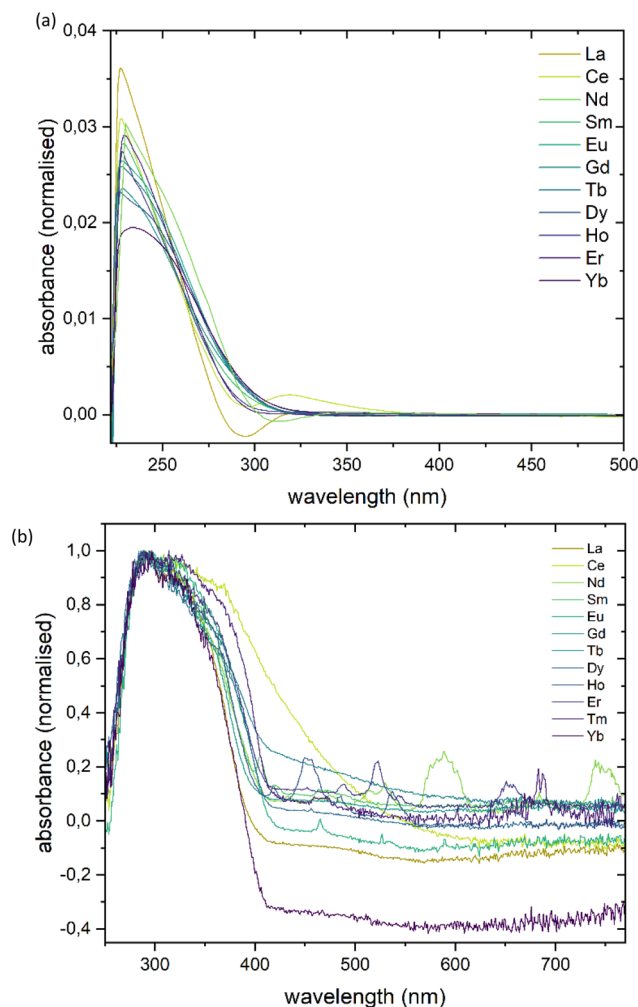 (a)
0,04
0,03
0,02
0,01
0,00
absorbance (normalised)
La
Ce
Nd
Sm
Eu
Gd
Tb
Dy
Ho
Er
Yb
250 300 350 400 450 500
wavelength (nm)
(b)
1,0
0,8
0,6
0,4
0,2
0,0
-0,2
-0,4
absorbance (normalised)
La
Ce
Nd
Sm
Eu
Gd
Tb
Dy
Ho
Er
Tm
Yb
300 400 500 600 700
wavelength (nm)